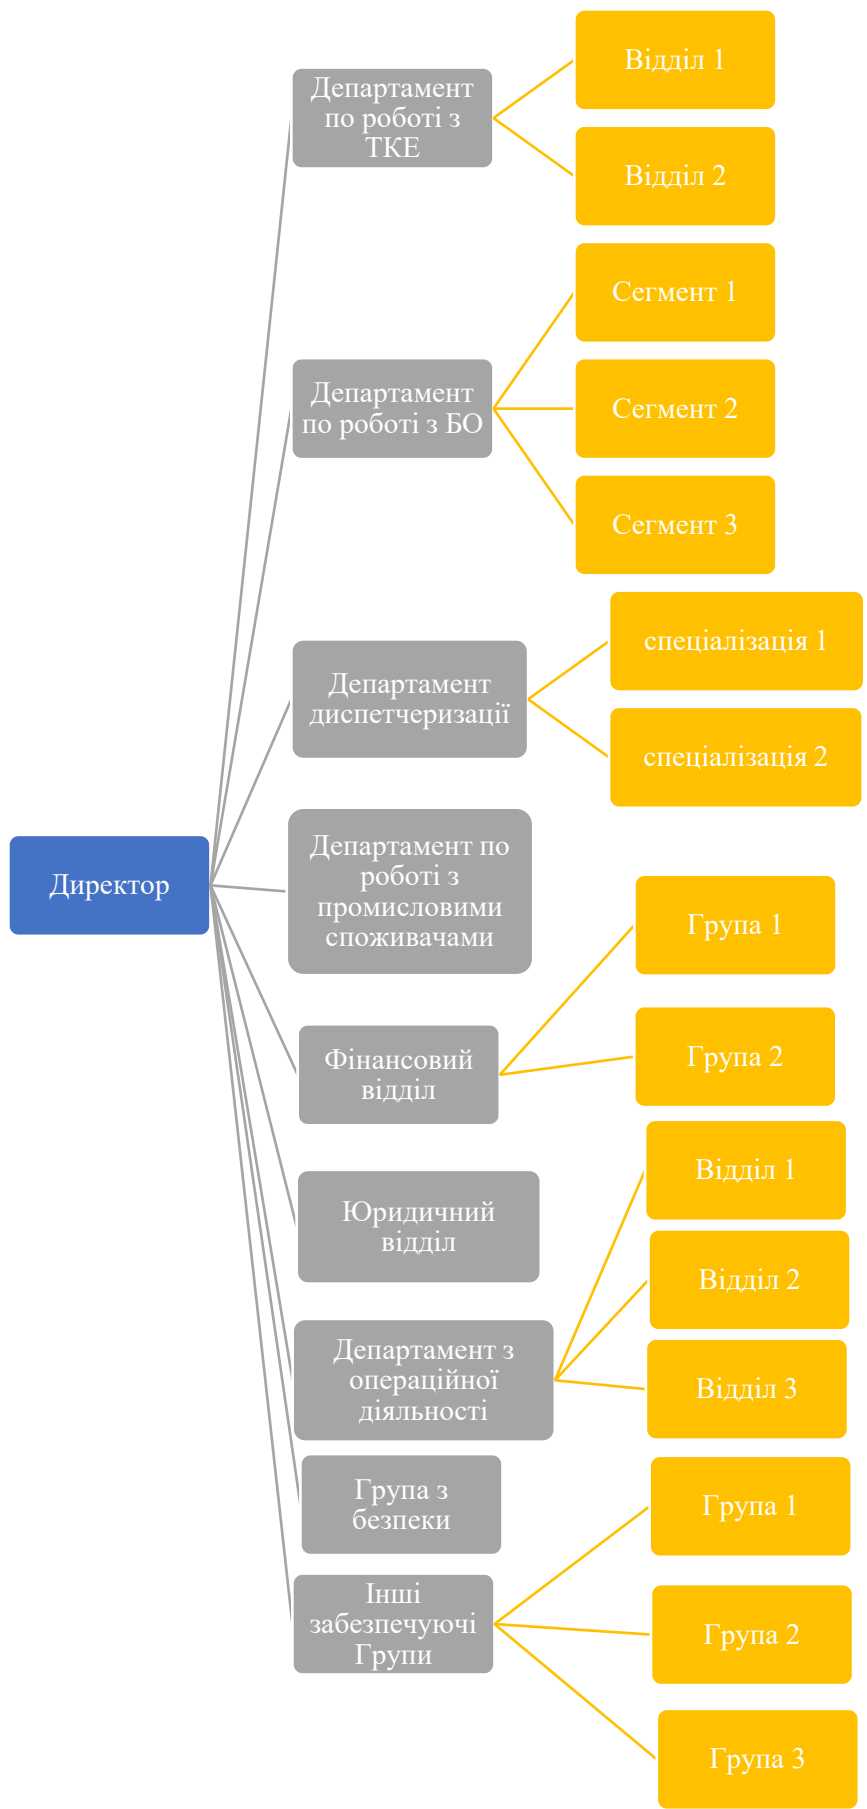 Директор
Департамент
по роботі з
ТКЕ
Відділ 1
Відділ 2
Департамент
по роботі з БО
Сегмент 1
Сегмент 2
Сегмент 3
Департамент
диспетчеризації
спеціалізація 1
спеціалізація 2
Департамент по
роботі з
промисловими
споживачами
Фінансовий
відділ
Група 1
Група 2
Юридичний
відділ
Департамент з
операційної
діяльності
Відділ 1
Відділ 2
Відділ 3
Група з
безпеки
Інші
забезпечуючі
Групи
Група 1
Група 2
Група 3